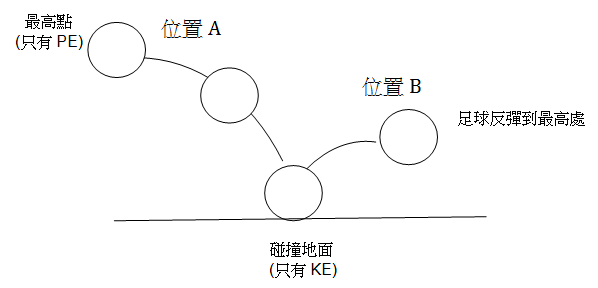 最高點
(只有 PE)
位置 A
位置 B
足球反彈到最高處
碰撞地面
(只有 KE)